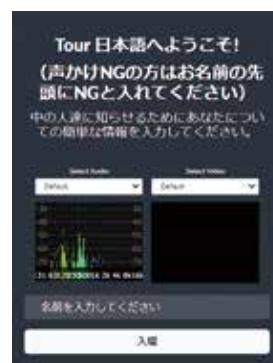 Tour 日本語へようこそ!
(声かけNGの方はお名前の先
頭にNGと入れてください)
中の人達に知らせるためにあなたについ
ての簡単な情報を入力してください。
Select Audio
Select Video
Default
Default
名前を入力してください
入場